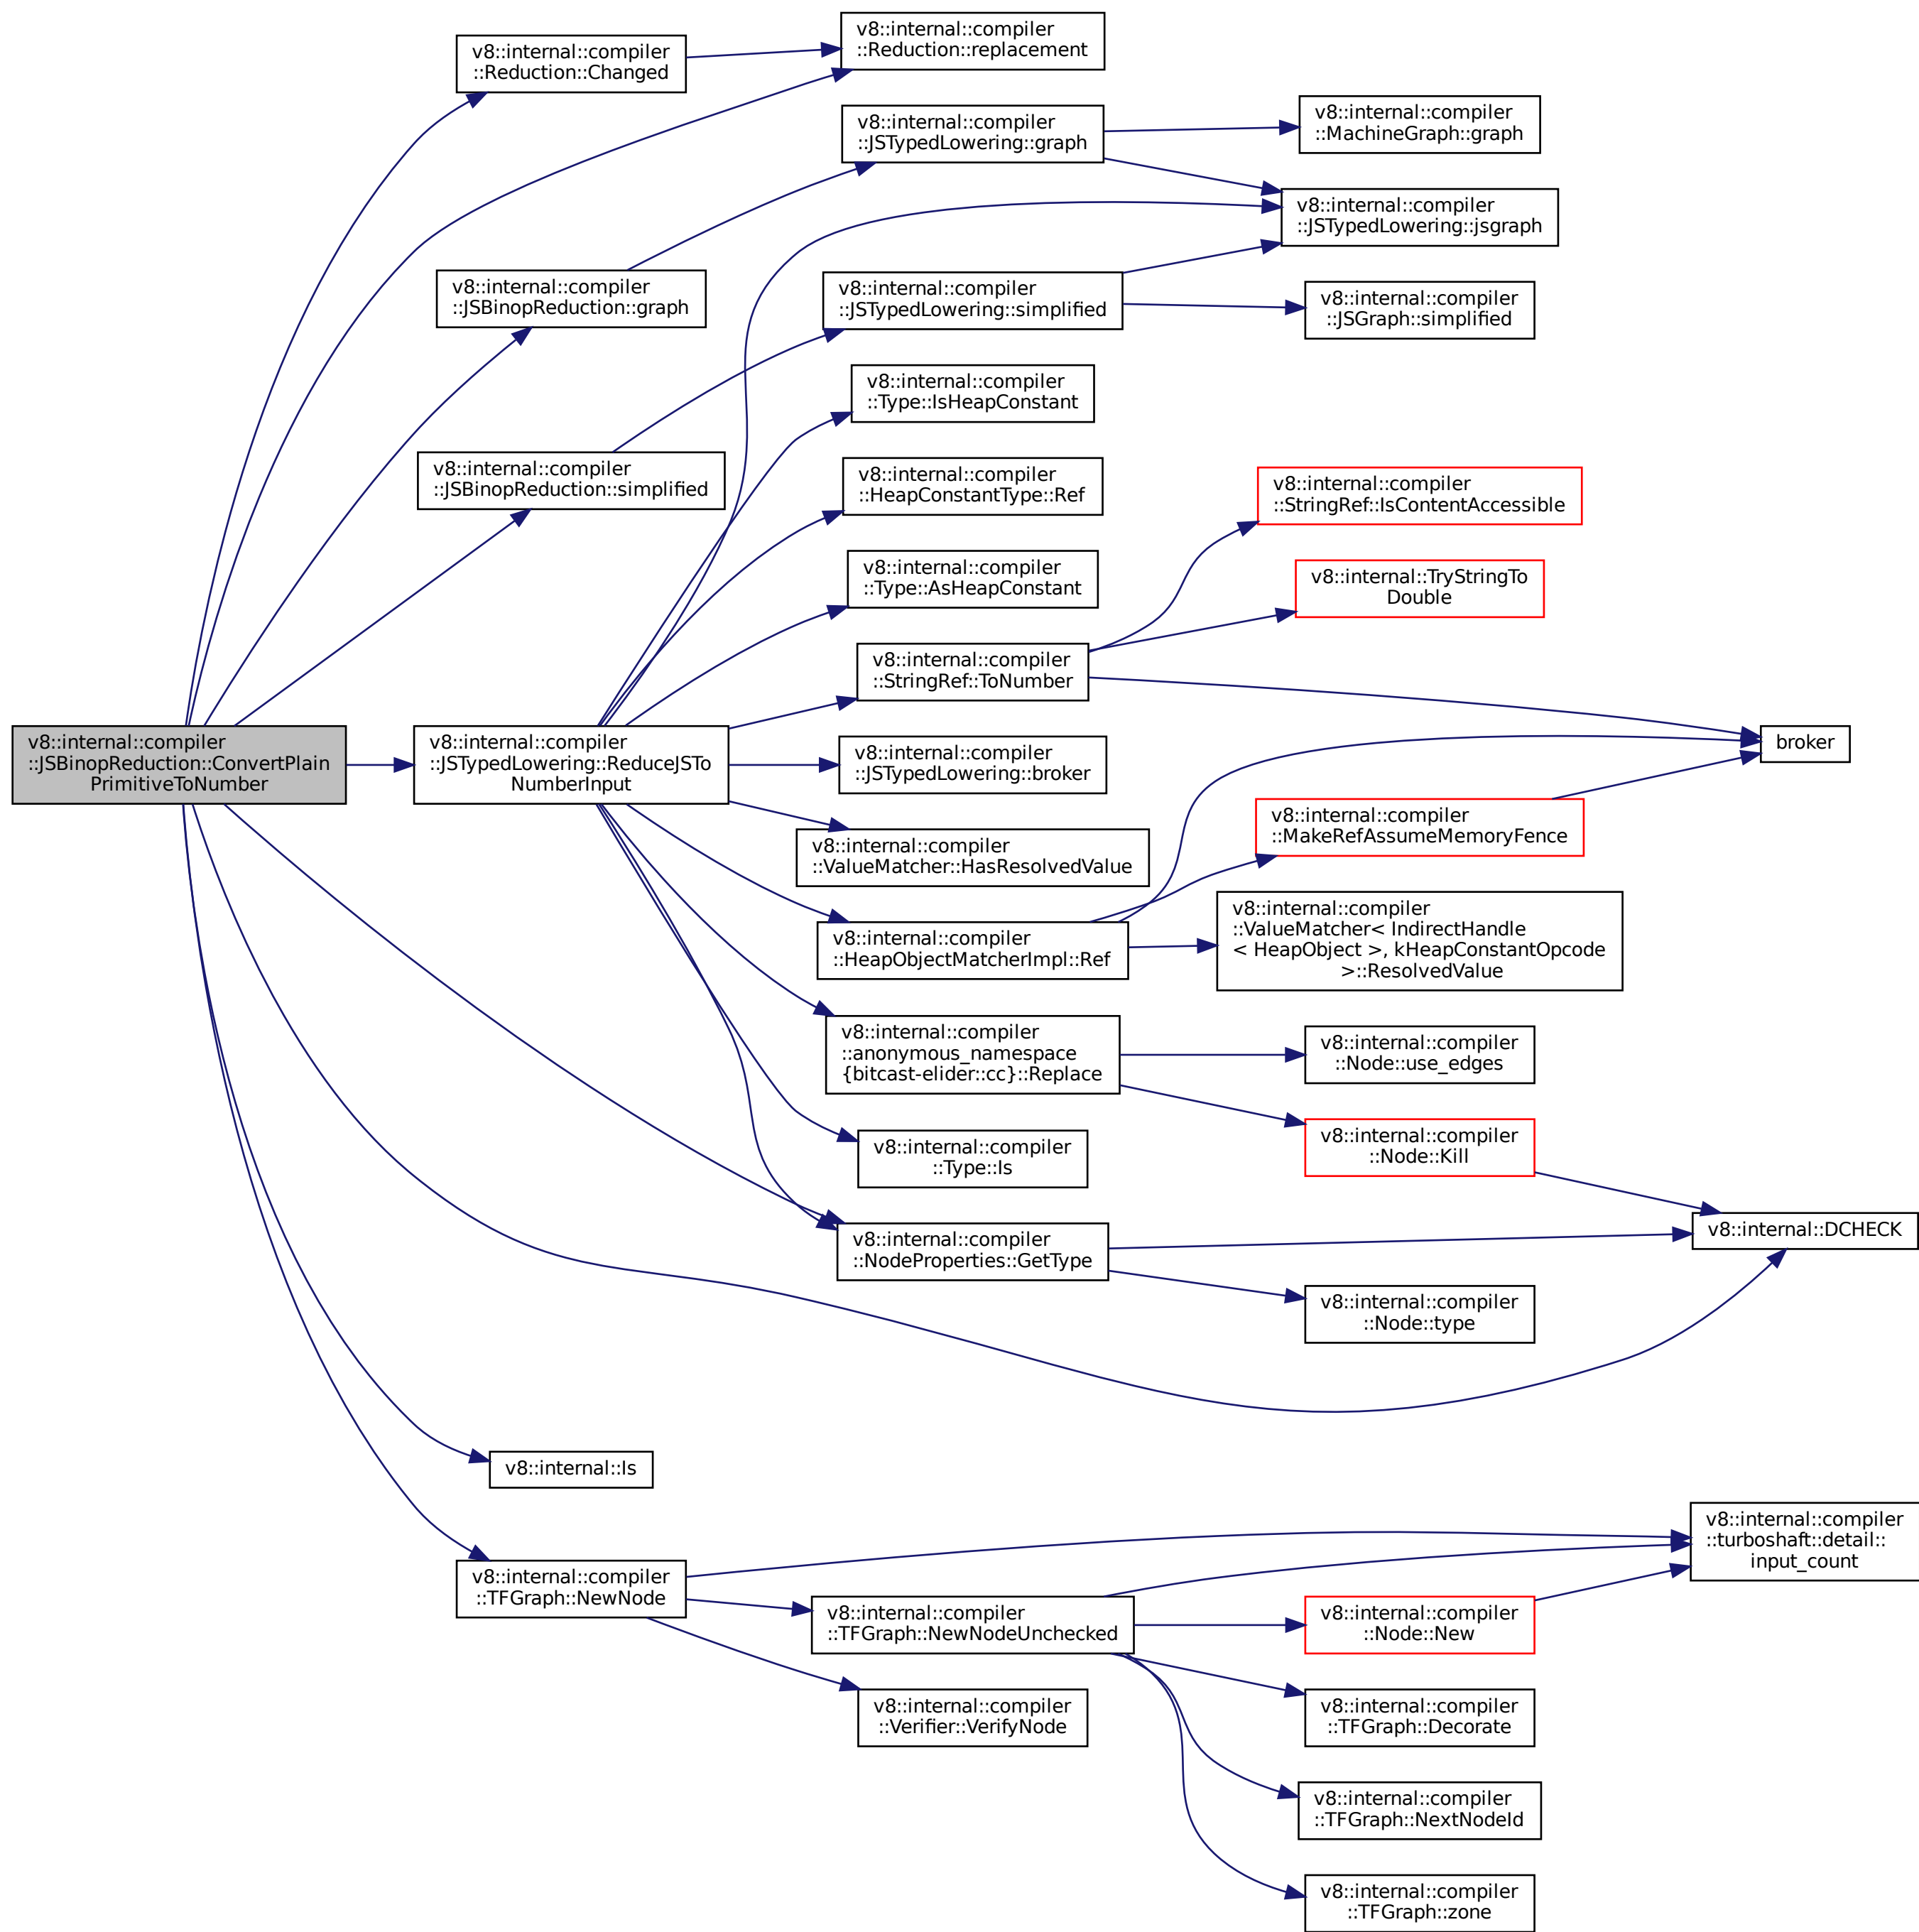 v8::internal::compiler
::Reduction::replacement
v8::internal::compiler
::Reduction::Changed
v8::internal::compiler
::JSTypedLowering::graph
v8::internal::compiler
::MachineGraph::graph
v8::internal::compiler
::JSTypedLowering::jsgraph
v8::internal::compiler
::JSBinopReduction::graph
v8::internal::compiler
::JSTypedLowering::simplified
v8::internal::compiler
::JSGraph::simplified
v8::internal::compiler
::Type::IsHeapConstant
v8::internal::compiler
::JSBinopReduction::simplified
v8::internal::compiler
::HeapConstantType::Ref
v8::internal::compiler
::StringRef::IsContentAccessible
v8::internal::compiler
::Type::AsHeapConstant
v8::internal::TryStringTo
Double
v8::internal::compiler
::StringRef::ToNumber
v8::internal::compiler
::JSBinopReduction::ConvertPlain
PrimitiveToNumber
v8::internal::compiler
::JSTypedLowering::ReduceJSTo
NumberInput
v8::internal::compiler
::JSTypedLowering::broker
broker
v8::internal::compiler
::ValueMatcher::HasResolvedValue
v8::internal::compiler
::MakeRefAssumeMemoryFence
v8::internal::compiler
::HeapObjectMatcherImpl::Ref
v8::internal::compiler
::ValueMatcher< IndirectHandle
< HeapObject >, kHeapConstantOpcode
>::ResolvedValue
v8::internal::compiler
::anonymous_namespace
{bitcast-elider::cc}::Replace
v8::internal::compiler
::Node::use_edges
v8::internal::compiler
::Node::Kill
v8::internal::compiler
::Type::Is
v8::internal::compiler
::NodeProperties::GetType
v8::internal::DCHECK
v8::internal::compiler
::Node::type
v8::internal::Is
v8::internal::compiler
::TFGraph::NewNode
v8::internal::compiler
::turboshaft::detail::
input_count
v8::internal::compiler
::TFGraph::NewNodeUnchecked
v8::internal::compiler
::Node::New
v8::internal::compiler
::Verifier::VerifyNode
v8::internal::compiler
::TFGraph::Decorate
v8::internal::compiler
::TFGraph::NextNodeId
v8::internal::compiler
::TFGraph::zone